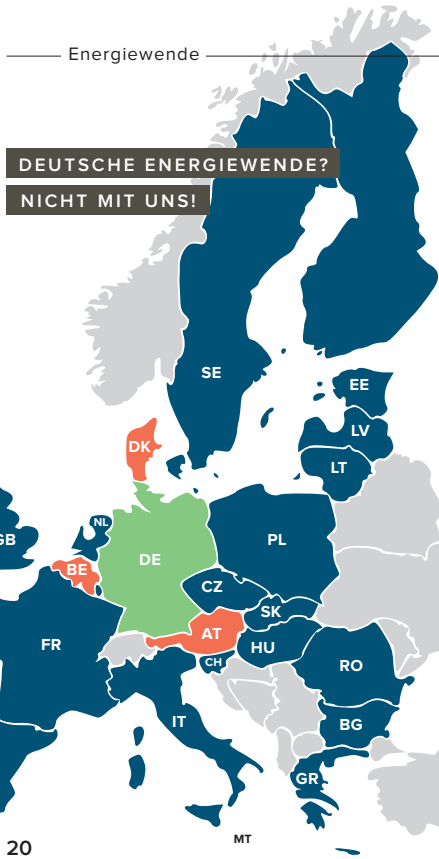 Energiewende
DEUTSCHE ENERGIEWENDE?
NICHT MIT UNS!
SE
EE
LV
DK
LT
NL
GB
PL
DE
BE
CZ
SK
AT
FR
HU
CH
RO
IT
BG
GR
MT
20